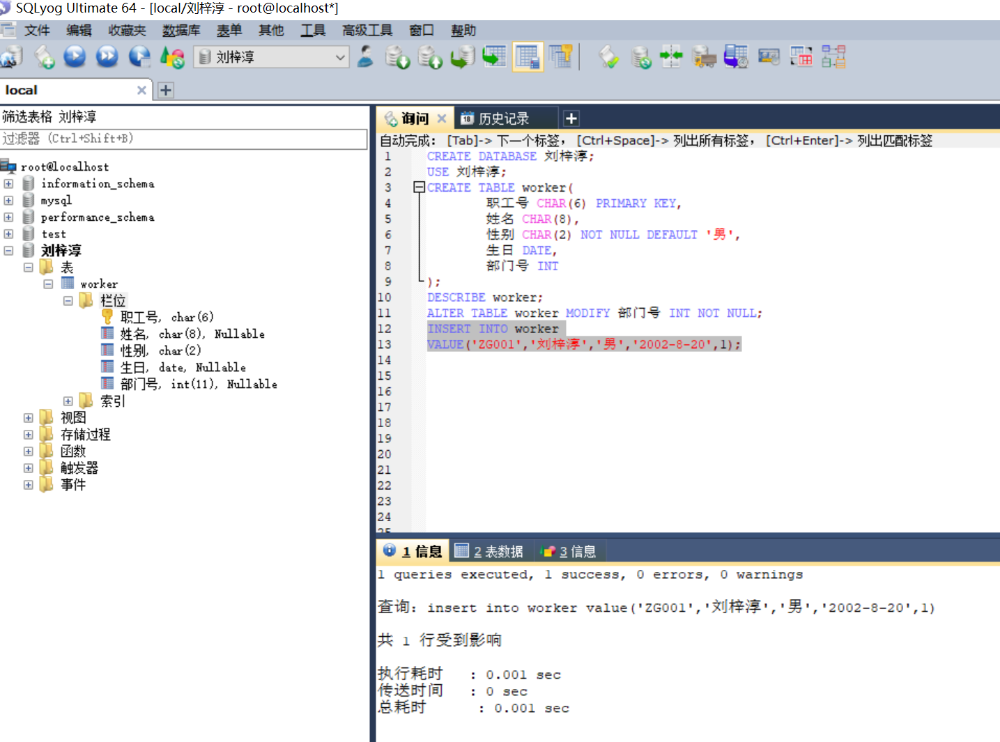 SQLyog Ultimate 64 - [local/刘梓淳 - root@localhost*]
文件 编辑 收藏夹 数据库 表单 其他 工具 高级工具 窗口 帮助
刘梓淳
local
筛选表格 刘梓淳
过滤器 (Ctrl+Shift+B)
root@localhost
information_schema
mysql
performance_schema
test
刘梓淳
表
worker
栏位
职工号, char(6)
姓名, char(8), Nullable
性别, char(2)
生日, date, Nullable
部门号, int(11), Nullable
索引
视图
存储过程
函数
触发器
事件
询问 18 历史记录
自动完成: [Tab]-> 下一个标签, [Ctrl+Space]-> 列出所有标签, [Ctrl+Enter]-> 列出匹配标签
1 CREATE DATABASE 刘梓淳;
2 USE 刘梓淳;
3 CREATE TABLE worker(
4 职工号 CHAR(6) PRIMARY KEY,
5 姓名 CHAR(8),
6 性别 CHAR(2) NOT NULL DEFAULT '男',
7 生日 DATE,
8 部门号 INT
9 );
10 DESCRIBE worker;
11 ALTER TABLE worker MODIFY 部门号 INT NOT NULL;
12 INSERT INTO worker
13 VALUE('ZG001','刘梓淳','男','2002-8-20',1);
14
15
16
17
18
19
20
21
22
23
24
25
1 信息 2 表数据 3 信息
1 queries executed, 1 success, 0 errors, 0 warnings
查询: insert into worker value('ZG001','刘梓淳','男','2002-8-20',1)
共 1 行受到影响
执行耗时 : 0.001 sec
传送时间 : 0 sec
总耗时 : 0.001 sec